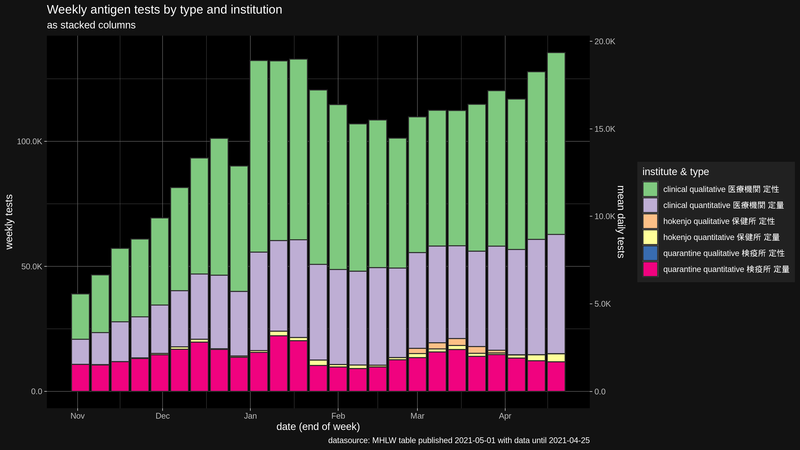 Weekly antigen tests by type and institution
as stacked columns
20.0K
15.0K
10.0K
5.0K
0.0
mean daily tests
100.0K
50.0K
0.0
weekly tests
Nov Dec Jan Feb Mar Apr
date (end of week)
datasource: MHLW table published 2021-05-01 with data until 2021-04-25
institute & type
clinical qualitative 医療機関 定性
clinical quantitative 医療機関 定量
hokenjo qualitative 保健所 定性
hokenjo quantitative 保健所 定量
quarantine qualitative 検疫所 定性
quarantine quantitative 検疫所 定量